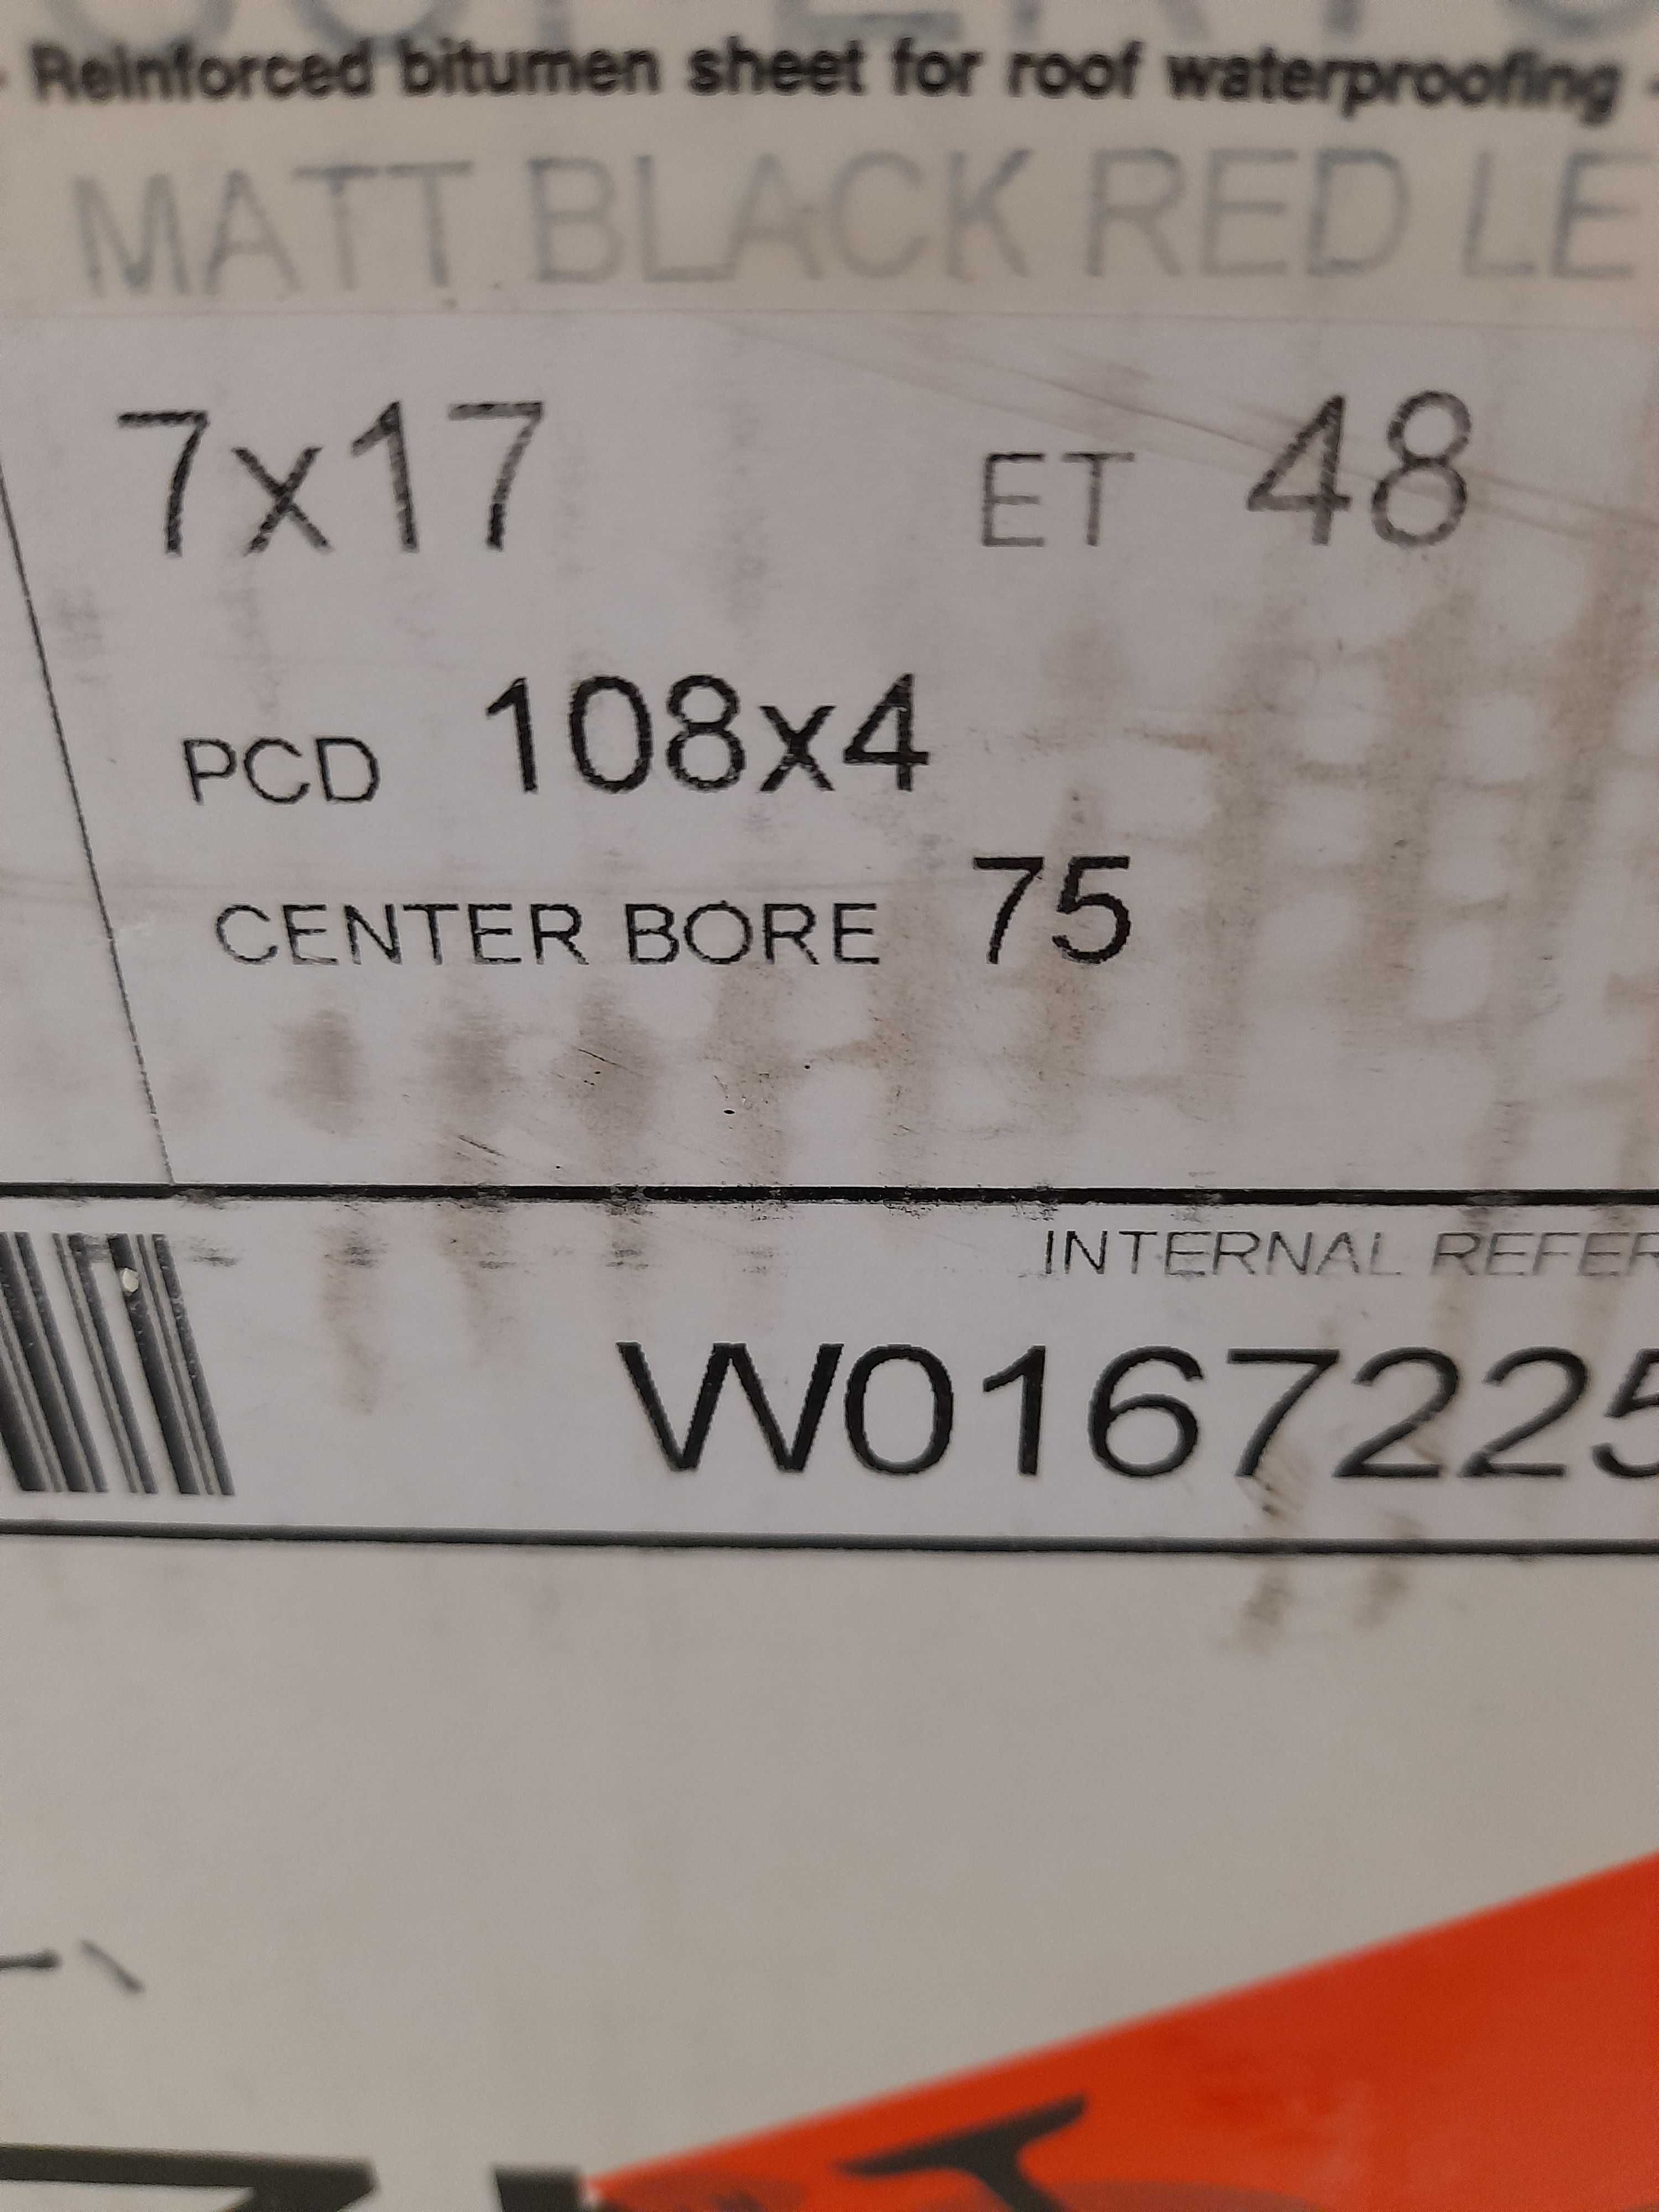 - Reinforced bitumen sheet for roof waterproofing -
MATT BLACK RED LE
7x17 ET 48
PCD 108x4
CENTER BORE 75
INTERNAL REFER
W0167225